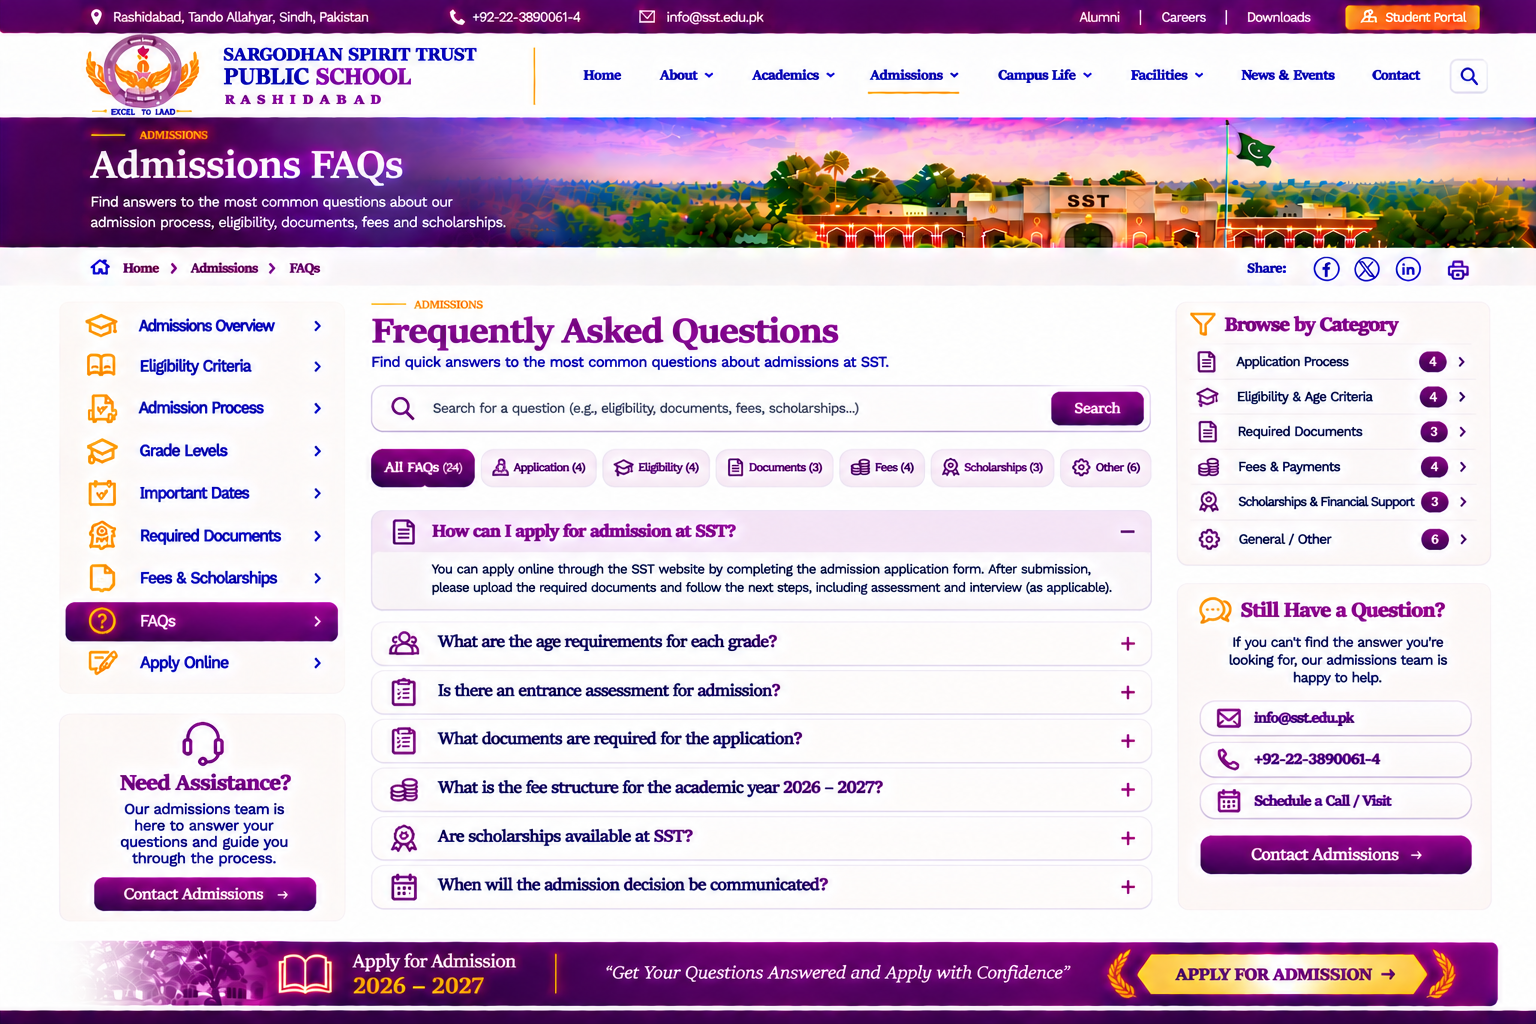 Rashidabad, Tando Allahyar, Sindh, Pakistan
+92-22-3890061-4
info@sst.edu.pk
Alumni
Careers
Downloads
Student Portal
EXCEL TO LEAD
SARGODHAN SPIRIT TRUST
PUBLIC SCHOOL
RASHIDABAD
Home
About
Academics
Admissions
Campus Life
Facilities
News & Events
Contact
ADMISSIONS
Admissions FAQs
Find answers to the most common questions about our
admission process, eligibility, documents, fees and scholarships.
SST
Home
Admissions
FAQs
Share:
Admissions Overview
Eligibility Criteria
Admission Process
Grade Levels
Important Dates
Required Documents
Fees & Scholarships
FAQs
Apply Online
Need Assistance?
Our admissions team is
here to answer your
questions and guide you
through the process.
Contact Admissions →
ADMISSIONS
Frequently Asked Questions
Find quick answers to the most common questions about admissions at SST.
Search for a question (e.g., eligibility, documents, fees, scholarships...)
Search
All FAQs (24)
Application (4)
Eligibility (4)
Documents (3)
Fees (4)
Scholarships (3)
Other (6)
How can I apply for admission at SST?
You can apply online through the SST website by completing the admission application form. After submission,
please upload the required documents and follow the next steps, including assessment and interview (as applicable).
What are the age requirements for each grade?
Is there an entrance assessment for admission?
What documents are required for the application?
What is the fee structure for the academic year 2026 – 2027?
Are scholarships available at SST?
When will the admission decision be communicated?
Browse by Category
Application Process 4
Eligibility & Age Criteria 4
Required Documents 3
Fees & Payments 4
Scholarships & Financial Support 3
General / Other 6
Still Have a Question?
If you can't find the answer you're
looking for, our admissions team is
happy to help.
info@sst.edu.pk
+92-22-3890061-4
Schedule a Call / Visit
Contact Admissions →
Apply for Admission
2026 – 2027
“Get Your Questions Answered and Apply with Confidence”
APPLY FOR ADMISSION →